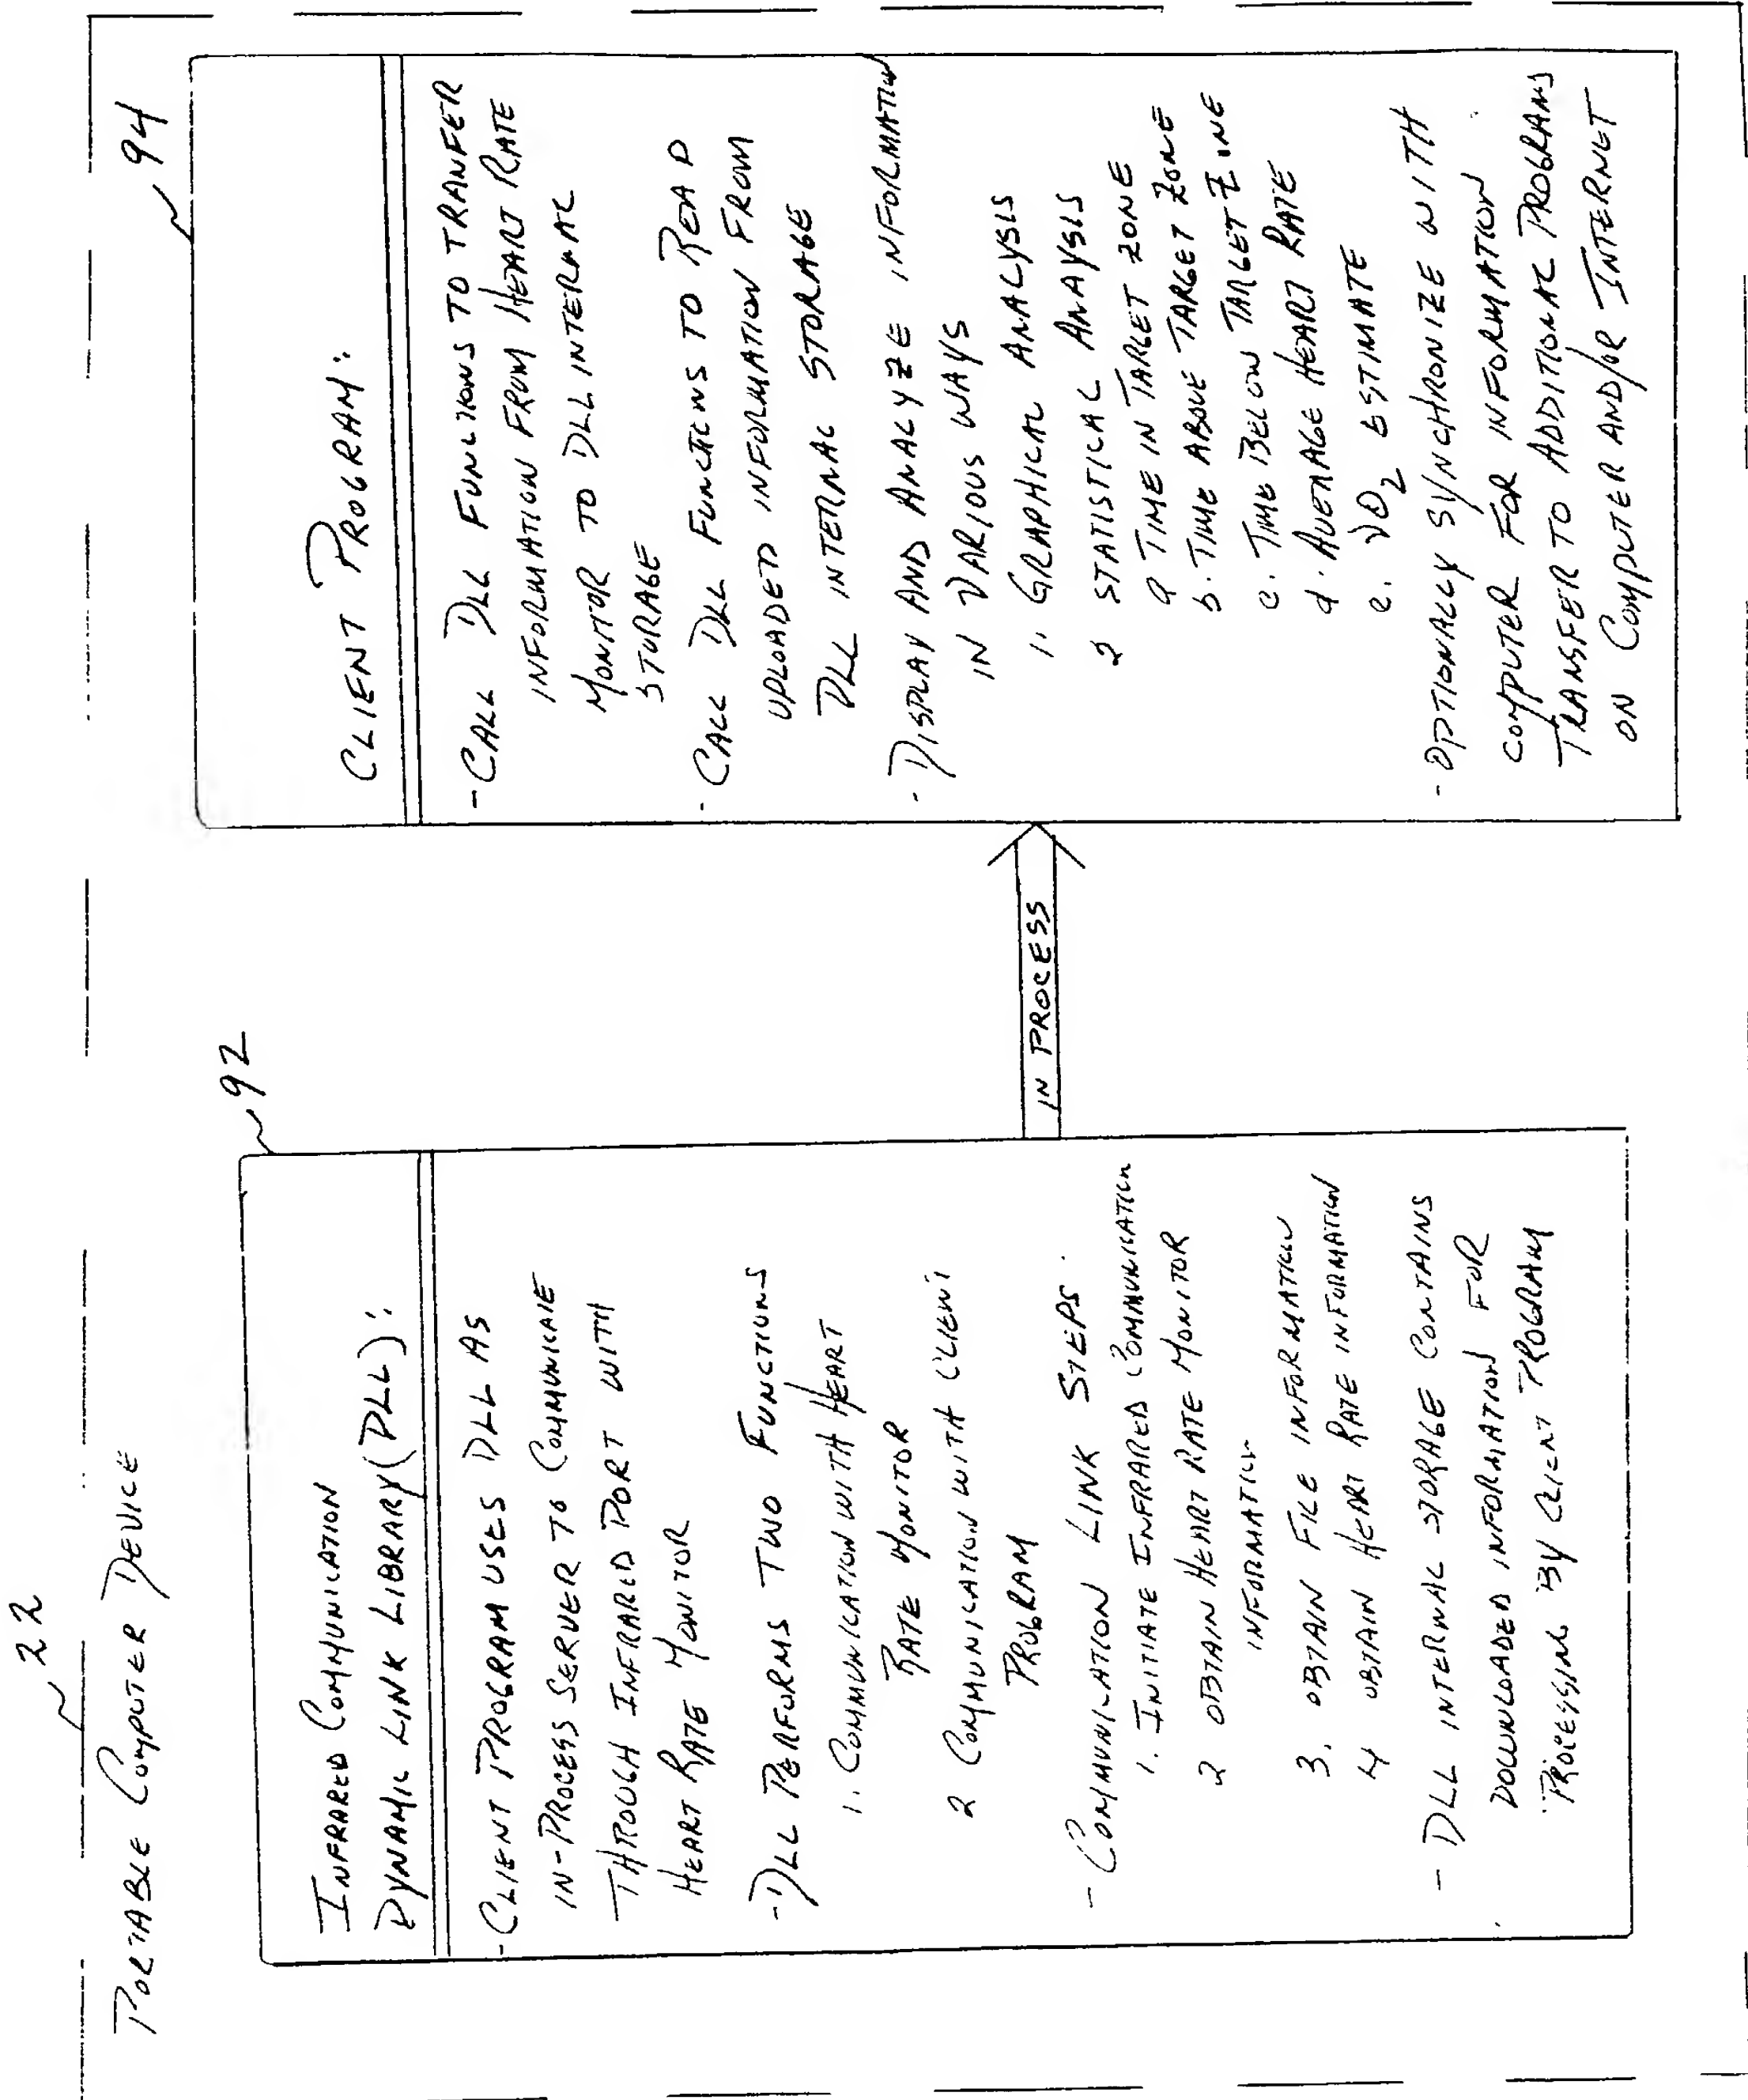 22
PORTABLE COMPUTER DEVICE
92
INFRARED COMMUNICATION
DYNAMIC LINK LIBRARY (DLL):
- CLIENT PROGRAM USES DLL AS
IN-PROCESS SERVER TO COMMUNICATE
THROUGH INFRARED PORT WITH
HEART RATE MONITOR
- DLL PERFORMS TWO FUNCTIONS
1. COMMUNICATION WITH HEART
RATE MONITOR
2 COMMUNICATION WITH CLIENT
PROGRAM
- COMMUNICATION LINK STEPS.
1. INITIATE INFRARED COMMUNICATION
2 OBTAIN HEART RATE MONITOR
INFORMATION
3. OBTAIN FILE INFORMATION
4 OBTAIN HEART RATE INFORMATION
- DLL INTERNAL STORAGE CONTAINS
DOWNLOADED INFORMATION FOR
PROCESSING BY CLIENT PROGRAM
IN PROCESS
94
CLIENT PROGRAM:
- CALL DLL FUNCTIONS TO TRANFER
INFORMATION FROM HEART RATE
MONITOR TO DLL INTERNAL
STORAGE
- CALL DLL FUNCTIONS TO READ
UPLOADED INFORMATION FROM
DLL INTERNAL STORAGE
- DISPLAY AND ANALYZE INFORMATION
IN VARIOUS WAYS
1. GRAPHICAL ANALYSIS
2 STATISTICAL ANAYSIS
a TIME IN TARGET ZONE
b. TIME ABOVE TARGET ZONE
c. TIME BELOW TARGET ZONE
d. AVERAGE HEART RATE
e. VO2 ESTIMATE
- OPTIONALLY SYNCHRONIZE WITH
COMPUTER FOR INFORMATION
TRANSFER TO ADDITIONAL PROGRAMS
ON COMPUTER AND/OR INTERNET